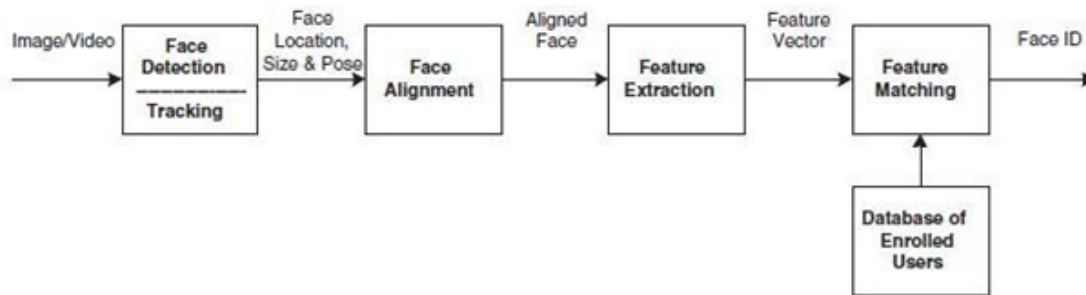 Image/Video
Face
Detection
Tracking
Face
Location,
Size & Pose
Face
Alignment
Aligned
Face
Feature
Extraction
Feature
Vector
Feature
Matching
Face ID
Database of
Enrolled
Users